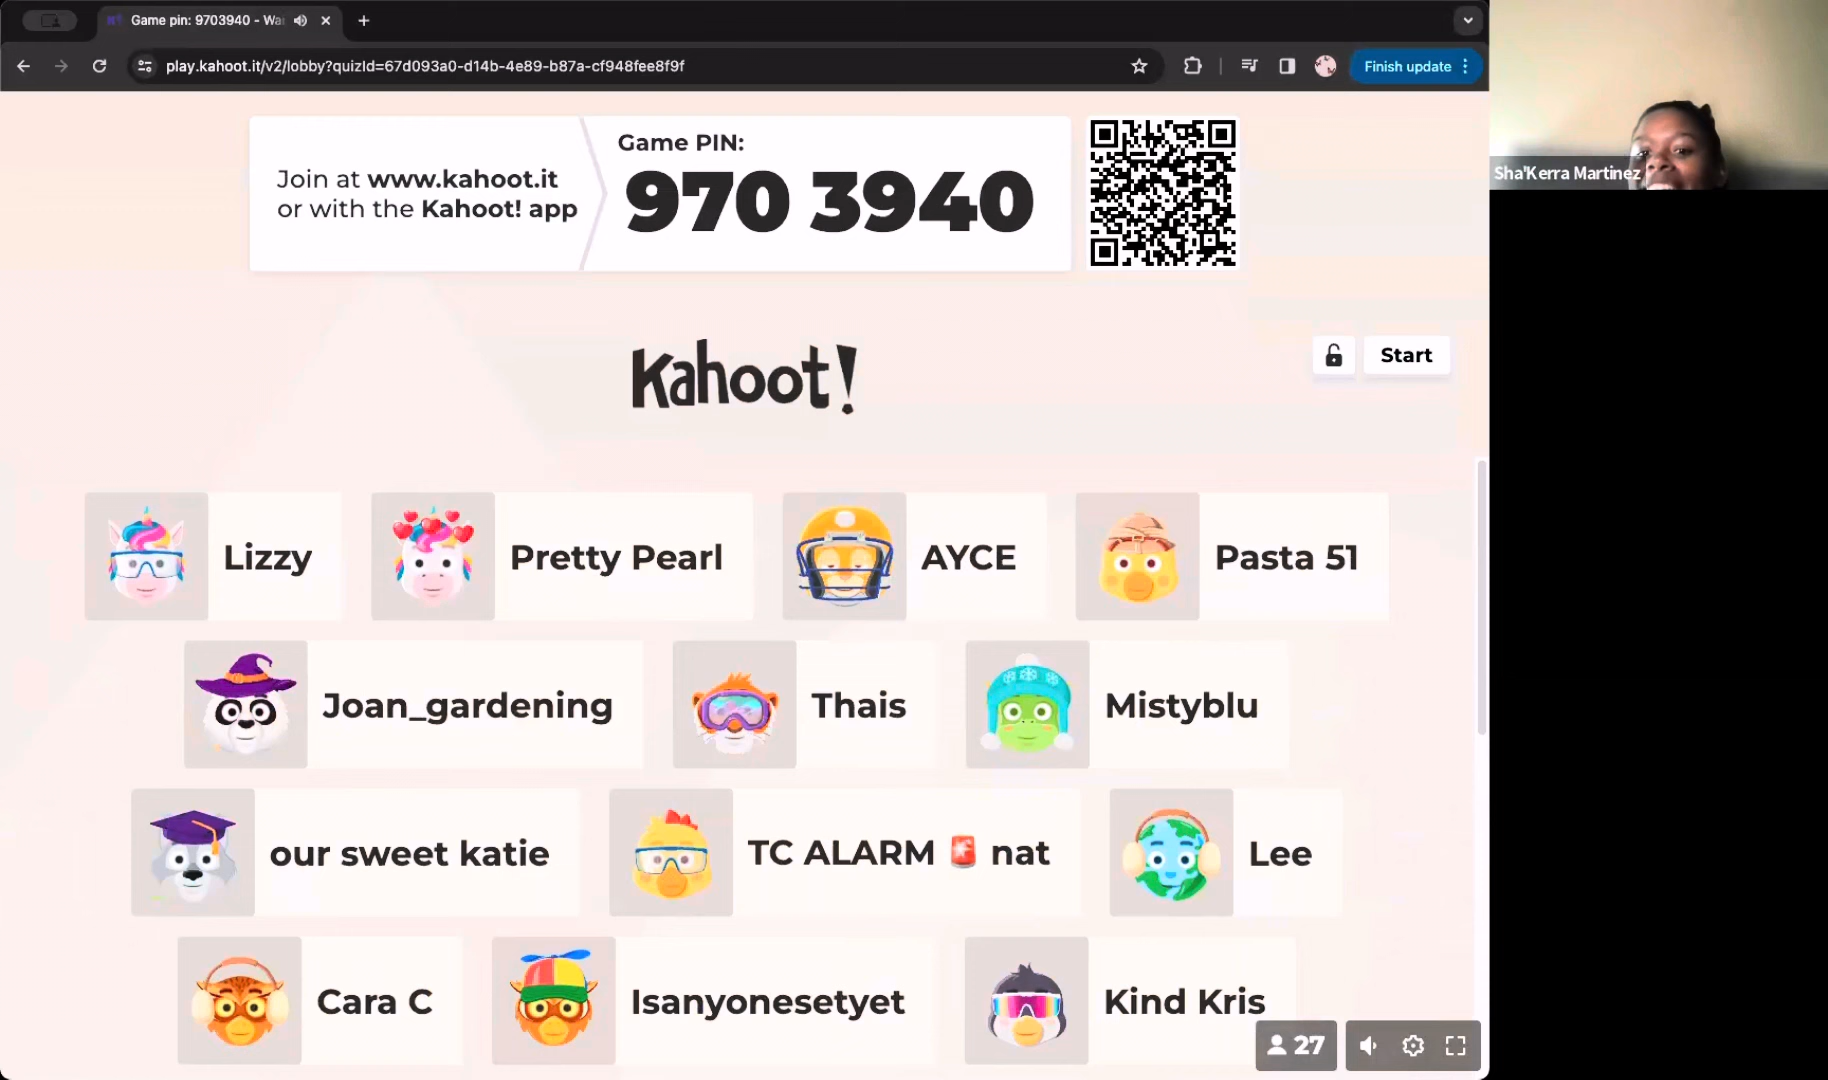 Game pin: 9703940 - Wai
play.kahoot.it/v2/lobby?quizId=67d093a0-d14b-4e89-b87a-cf948fee8f9f
Finish update
Join at www.kahoot.it
or with the Kahoot! app
Game PIN:
970 3940
Sha'Kerra Martinez
Kahoot!
Start
Lizzy
Pretty Pearl
AYCE
Pasta 51
Joan_gardening
Thais
Mistyblu
our sweet katie
TC ALARM 🚨 nat
Lee
Cara C
Isanyonesetyet
Kind Kris
27